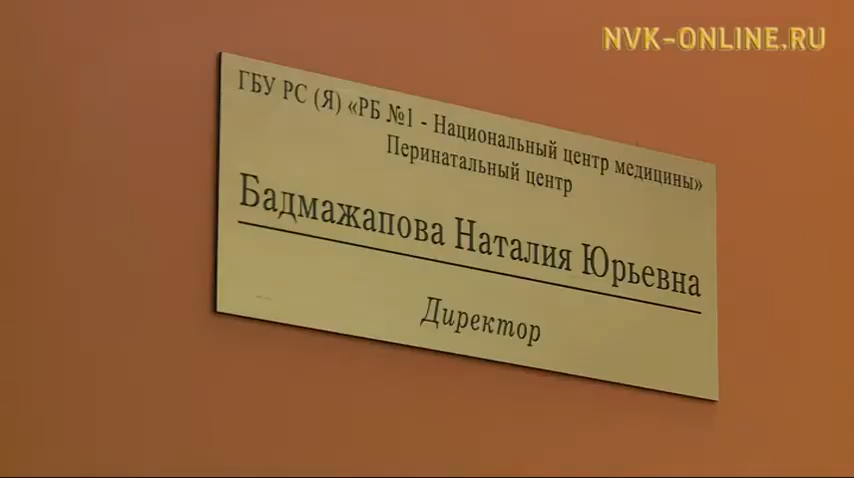 NVK-ONLINE.RU
ГБУ РС (Я) «РБ №1 - Национальный центр медицины»
Перинатальный центр
Бадмажапова Наталия Юрьевна
Директор